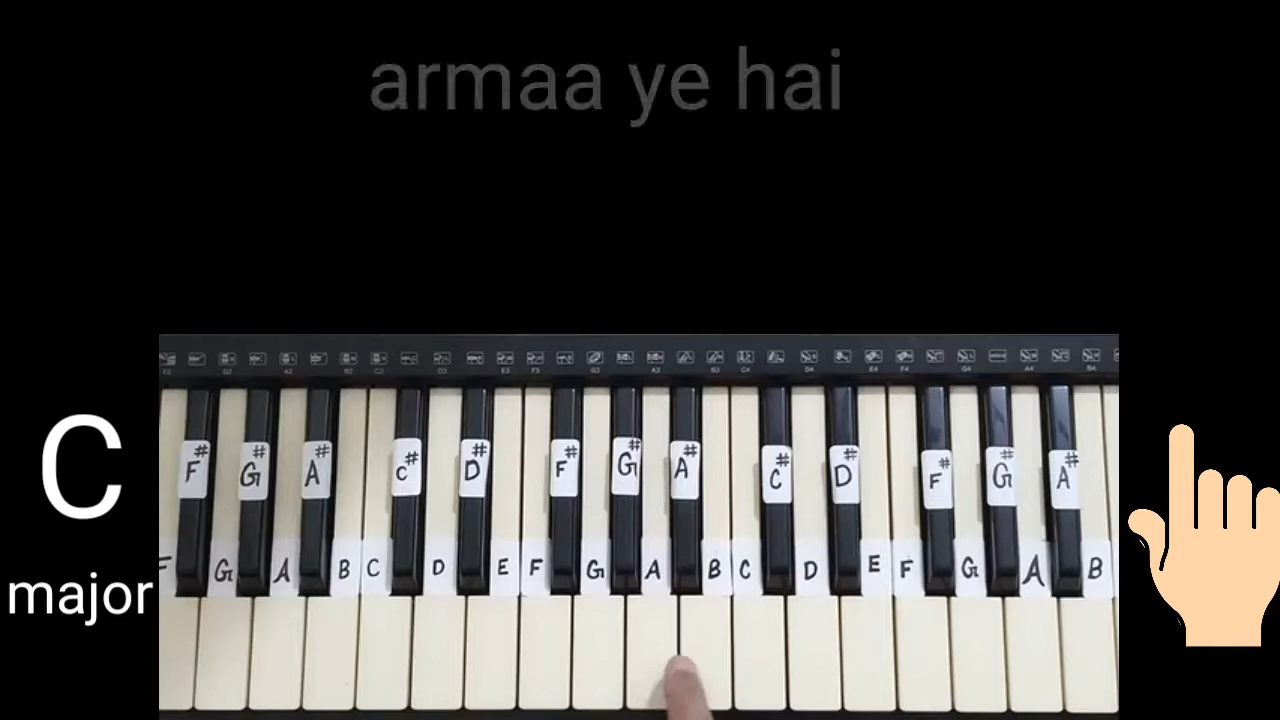 armaa ye hai
F# G# A# C# D# F# G# A# C# D# F# G# A#
C
major
F G A B C D E F G A B C D E F G A B